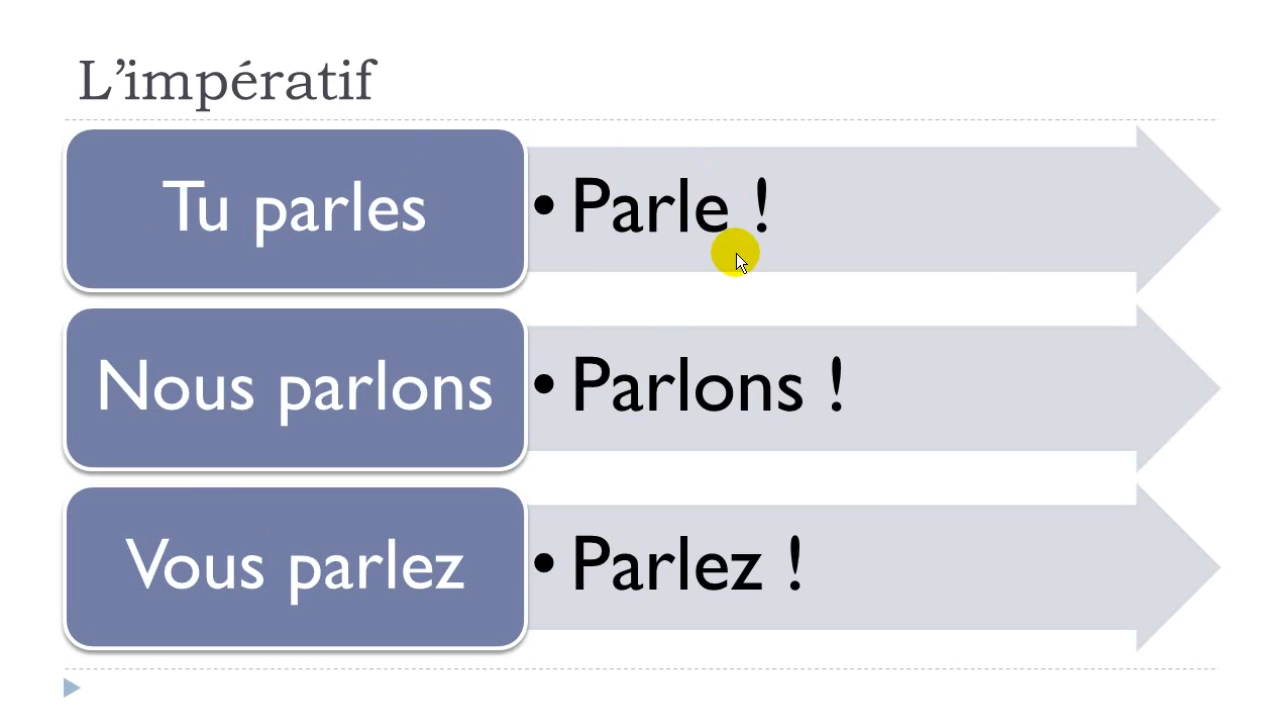 L’impératif
Tu parles
• Parle !
Nous parlons
• Parlons !
Vous parlez
• Parlez !